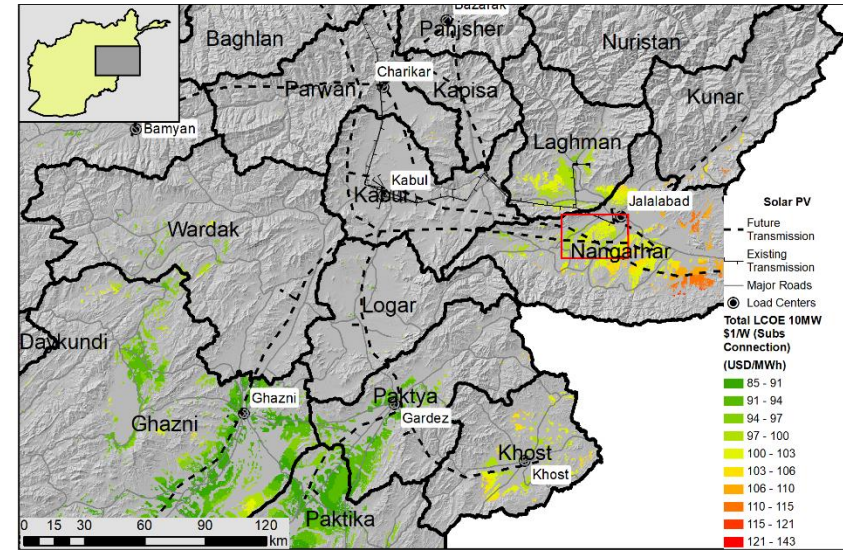 Bazarak
Panjsher
Baghlan
Nuristan
Charikar
Parwan
Kapisa
Kunar
Bamyan
Laghman
Kabul
Kabul
Jalalabad
Wardak
Nangarhar
Logar
Daykundi
Ghazni
Paktya
Ghazni
Gardez
Khost
Khost
Paktika
0 15 30 60 90 120
km
Solar PV
Future
Transmission
Existing
Transmission
Major Roads
Load Centers
Total LCOE 10MW
$1/W (Subs
Connection)
(USD/MWh)
85 - 91
91 - 94
94 - 97
97 - 100
100 - 103
103 - 106
106 - 110
110 - 115
115 - 121
121 - 143